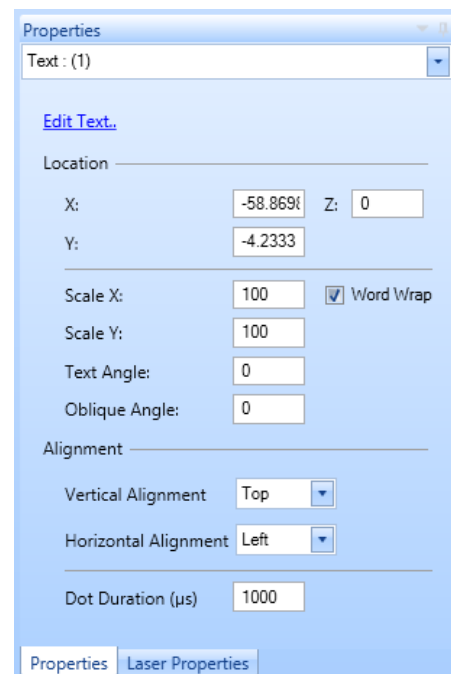 Properties
Text : (1)
Edit Text..
Location
X: -58.8698 Z: 0
Y: -4.2333
Scale X: 100 Word Wrap
Scale Y: 100
Text Angle: 0
Oblique Angle: 0
Alignment
Vertical Alignment Top
Horizontal Alignment Left
Dot Duration (µs) 1000
Properties Laser Properties